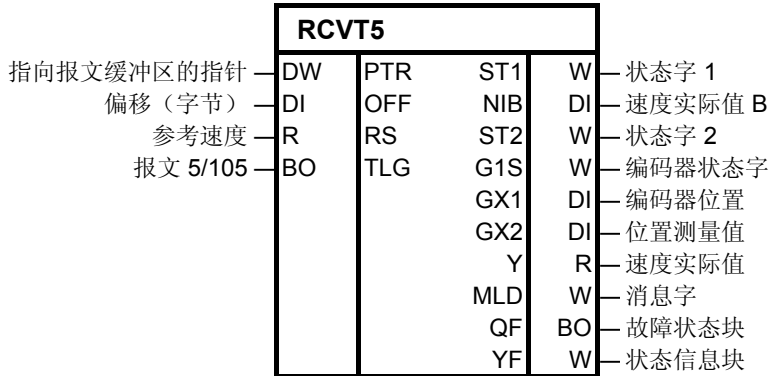 RCVT5
指向报文缓冲区的指针 DW PTR ST1 W 状态字 1
偏移（字节） DI OFF NIB DI 速度实际值 B
参考速度 R RS ST2 W 状态字 2
报文 5/105 BO TLG G1S W 编码器状态字
GX1 DI 编码器位置
GX2 DI 位置测量值
Y R 速度实际值
MLD W 消息字
QF BO 故障状态块
YF W 状态信息块